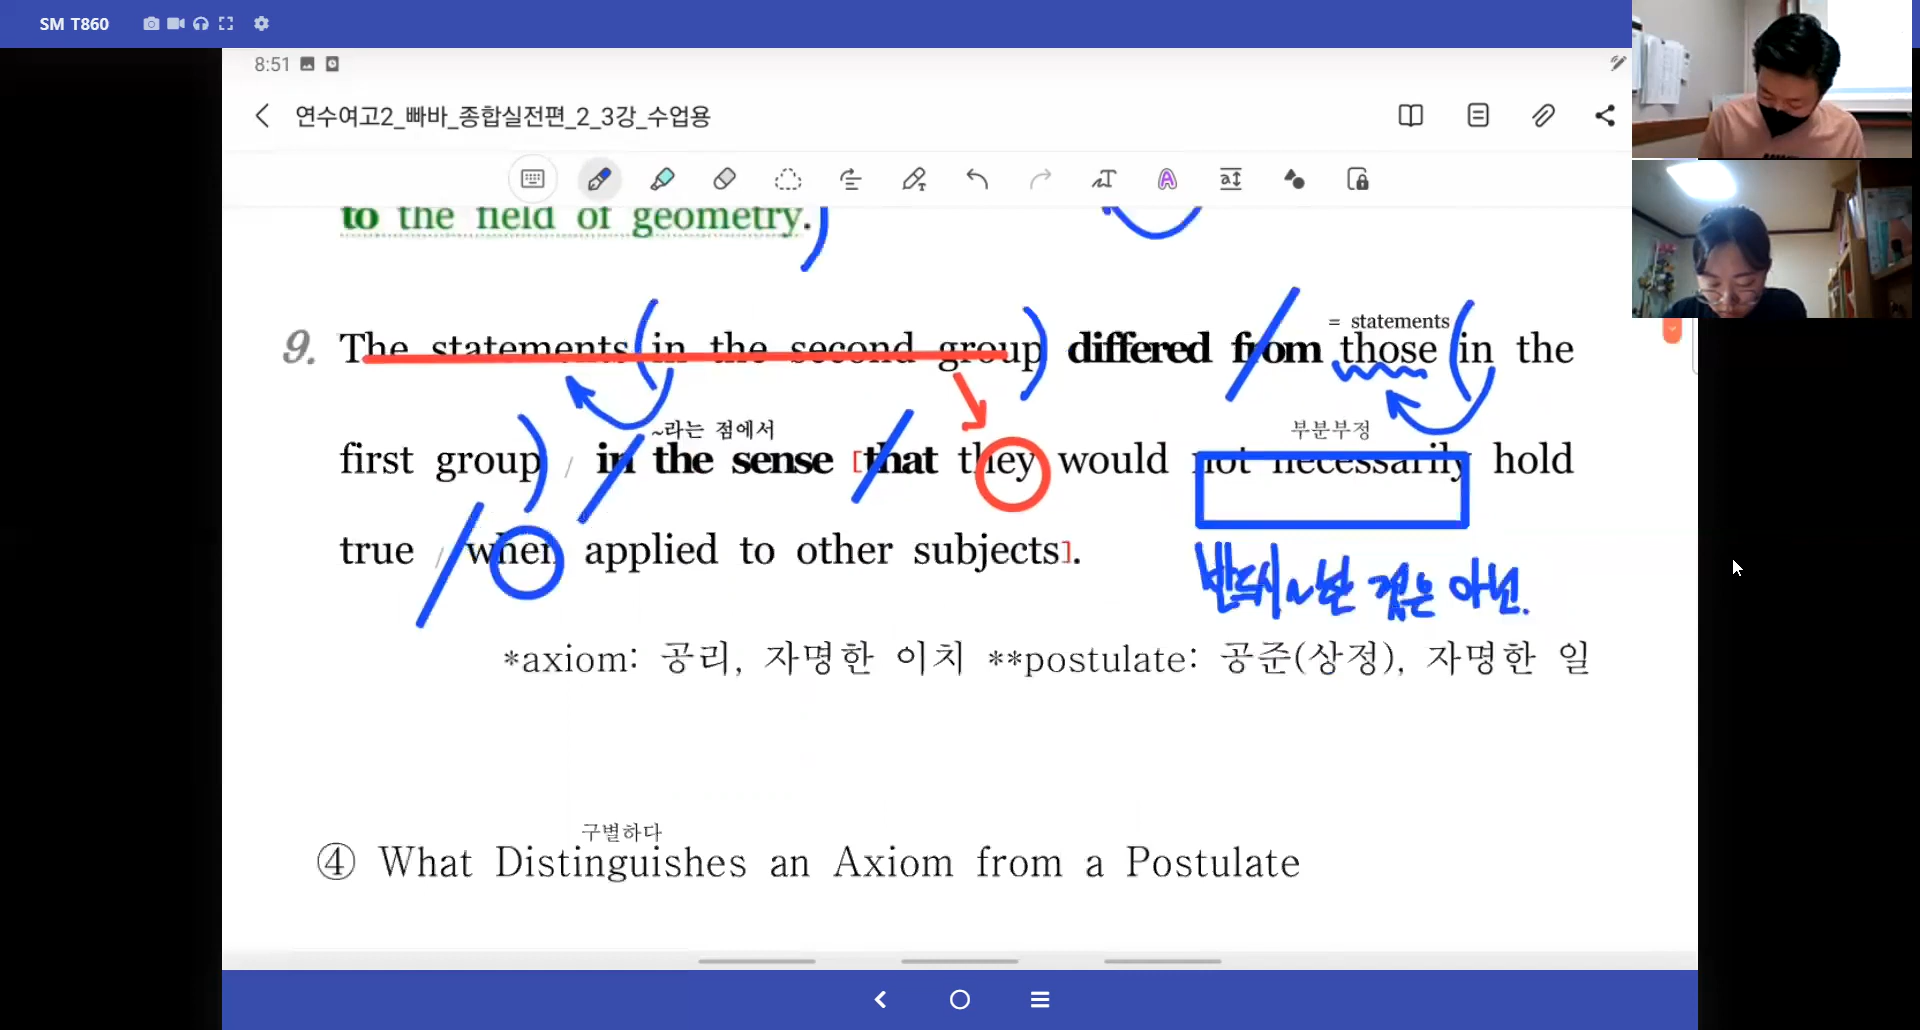 SM T860
8:51
연수여고2_빠바_종합실전편_2_3강_수업용
to the field of geometry.
= statements
9. The statements in the second group differed from those in the
~라는 점에서 부분부정
first group / in the sense [that they would not necessarily hold
true / when applied to other subjects].
반드시 ~한 것은 아닌.
*axiom: 공리, 자명한 이치 **postulate: 공준(상정), 자명한 일
구별하다
④ What Distinguishes an Axiom from a Postulate